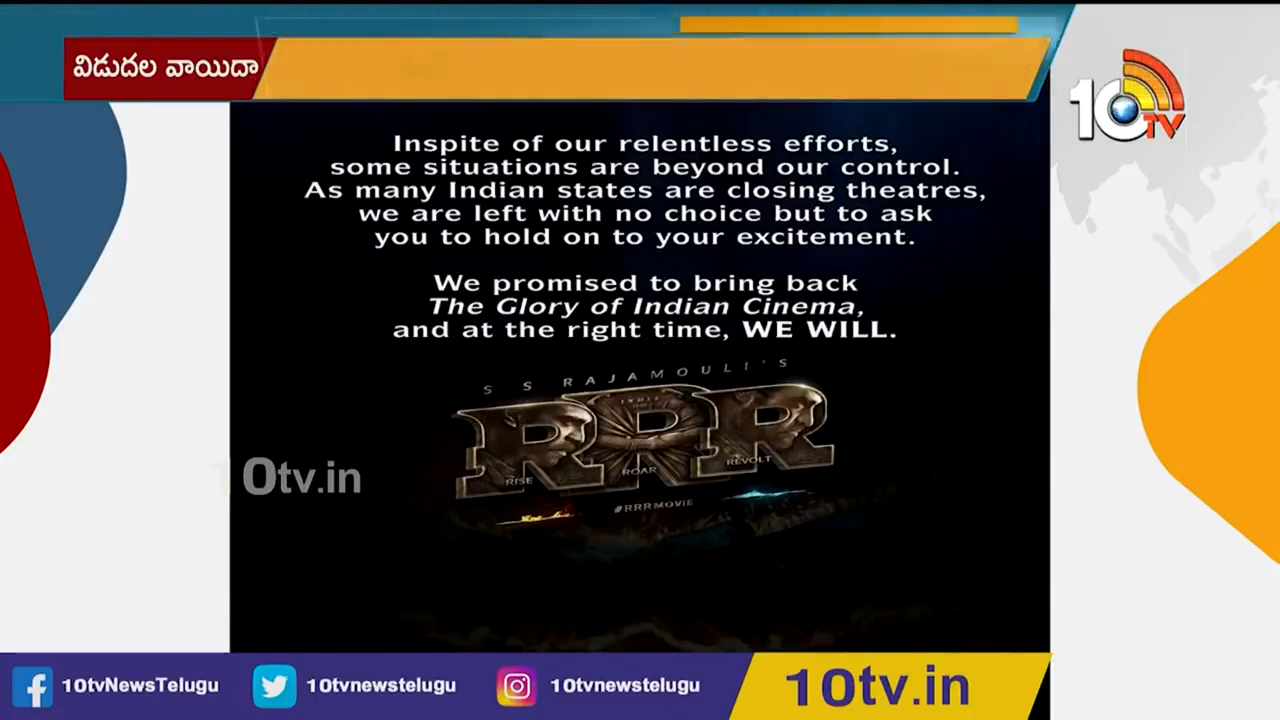 విడుదల వాయిదా
10TV
Inspite of our relentless efforts,
some situations are beyond our control.
As many Indian states are closing theatres,
we are left with no choice but to ask
you to hold on to your excitement.
We promised to bring back
The Glory of Indian Cinema,
and at the right time, WE WILL.
S S RAJAMOULI'S
RRR
RISE ROAR REVOLT
#RRRMOVIE
10tv.in
10tvNewsTelugu 10tvnewstelugu 10tvnewstelugu 10tv.in